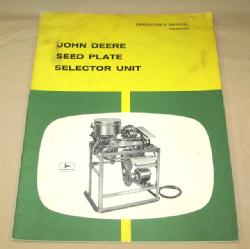 OPERATOR'S MANUAL
JOHN DEERE
SEED PLATE
SELECTOR UNIT